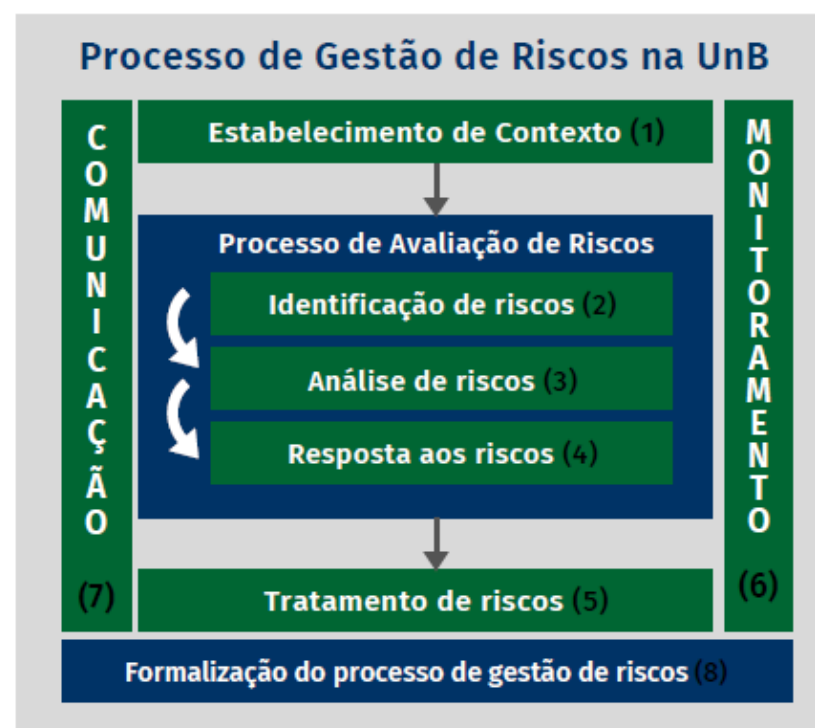 Processo de Gestão de Riscos na UnB
COMUNICAÇÃO
(7)
Estabelecimento de Contexto (1)
Processo de Avaliação de Riscos
Identificação de riscos (2)
Análise de riscos (3)
Resposta aos riscos (4)
Tratamento de riscos (5)
MONITORAMENTO
(6)
Formalização do processo de gestão de riscos (8)